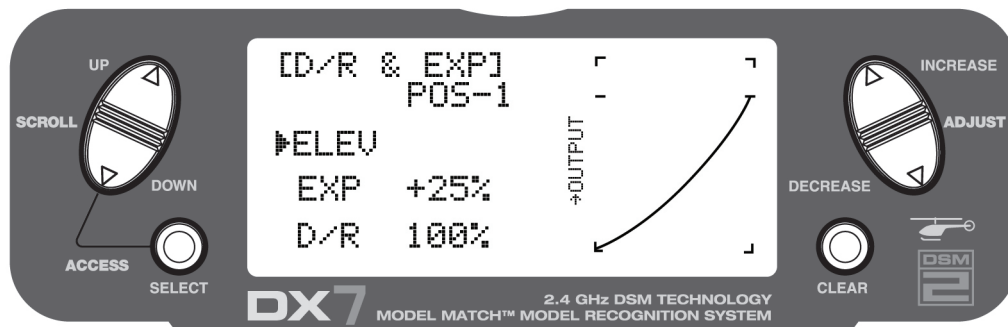 UP
SCROLL
DOWN
ACCESS
SELECT
[D/R & EXP]
POS-1
ELEV
EXP +25%
D/R 100%
→OUTPUT
INCREASE
ADJUST
DECREASE
CLEAR
DSM
2
DX7
2.4 GHz DSM TECHNOLOGY
MODEL MATCH™ MODEL RECOGNITION SYSTEM